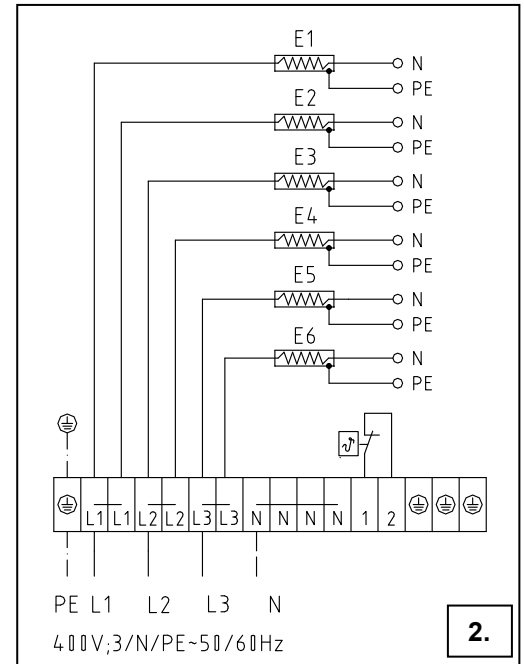 E1
N
PE
E2
N
PE
E3
N
PE
E4
N
PE
E5
N
PE
E6
N
PE
ϑ
L1 L1 L2 L2 L3 L3 N N N N 1 2
PE L1 L2 L3 N
400V;3/N/PE~50/60Hz
2.